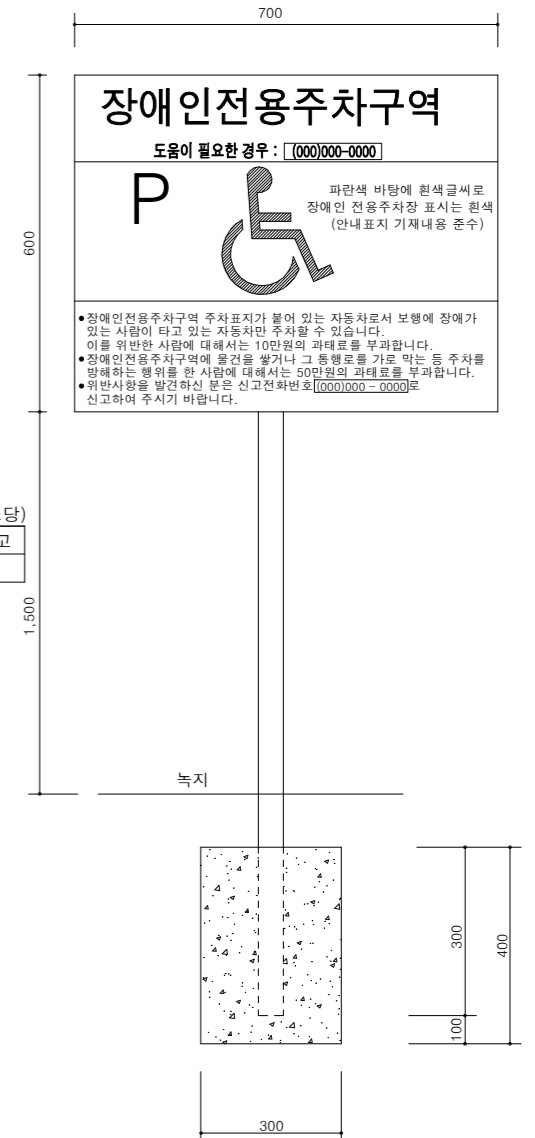 700
장애인전용주차구역
도움이 필요한 경우 : (000)000-0000
P
파란색 바탕에 흰색글씨로
장애인 전용주차장 표시는 흰색
(안내표지 기재내용 준수)
600
●장애인전용주차구역 주차표지가 붙어 있는 자동차로서 보행에 장애가
있는 사람이 타고 있는 자동차만 주차할 수 있습니다.
이를 위반한 사람에 대해서는 10만원의 과태료를 부과합니다.
●장애인전용주차구역에 물건을 쌓거나 그 통행로를 가로 막는 등 주차를
방해하는 행위를 한 사람에 대해서는 50만원의 과태료를 부과합니다.
●위반사항을 발견하신 분은 신고전화번호(000)000 - 0000로
신고하여 주시기 바랍니다.
당)
고
1,500
녹지
300
400
100
300